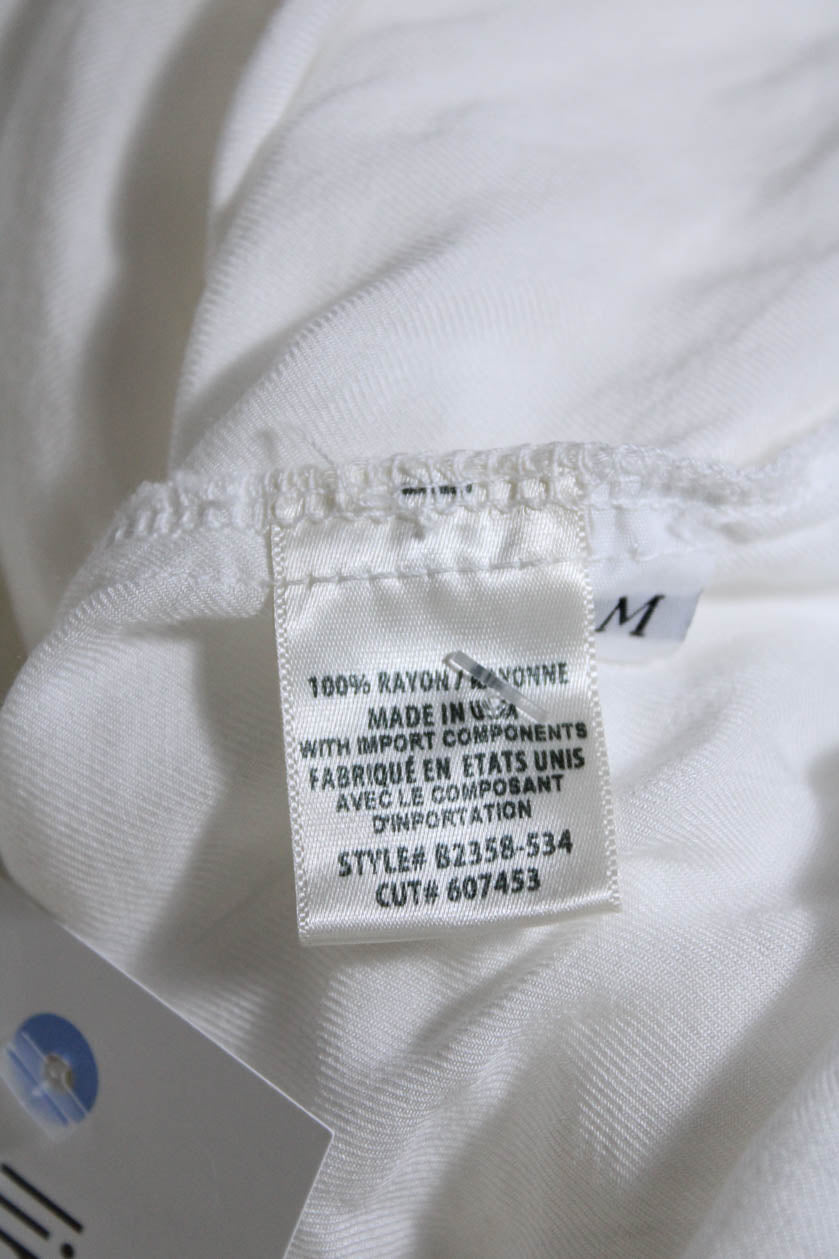 M
100% RAYON / RAYONNE
MADE IN USA
WITH IMPORT COMPONENTS
FABRIQUÉ EN ETATS UNIS
AVEC LE COMPOSANT
D'INPORTATION
STYLE# B2358-534
CUT# 607453